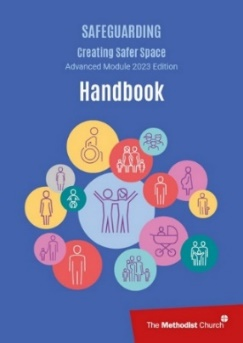 SAFEGUARDING
Creating Safer Space
Advanced Module 2023 Edition
Handbook
The Methodist Church